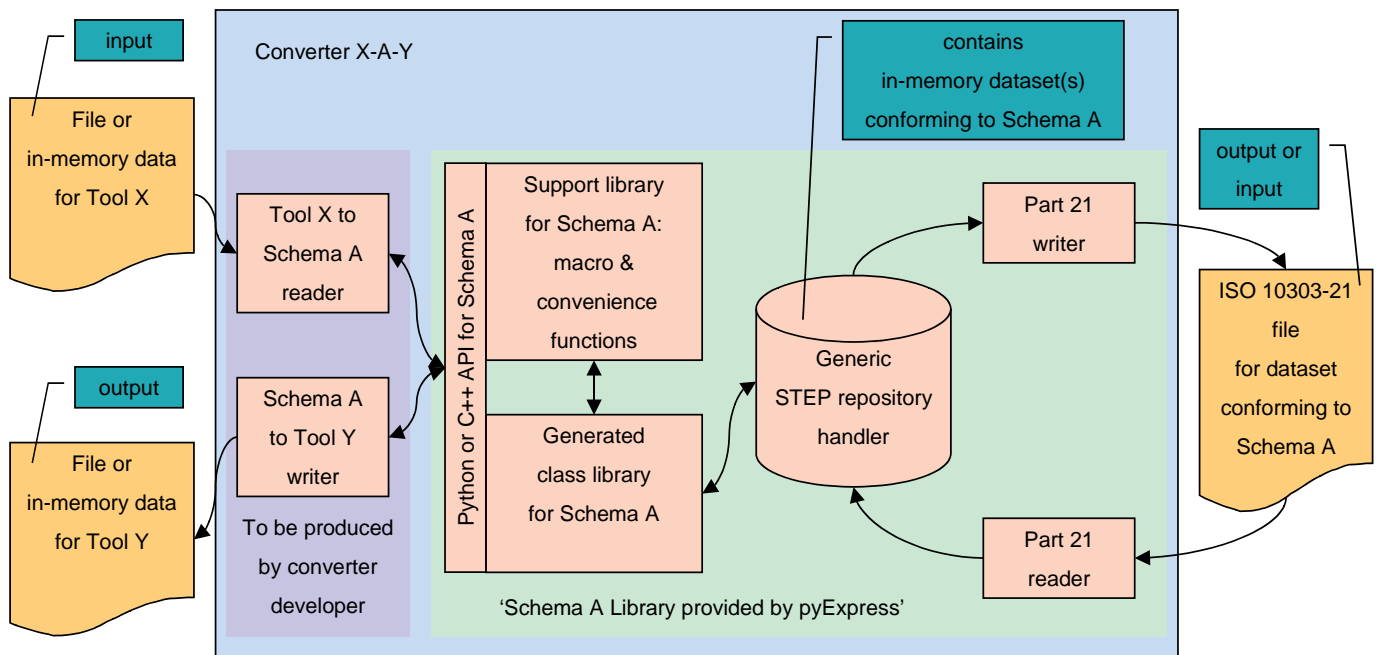 input
File or
in-memory data
for Tool X
output
File or
in-memory data
for Tool Y
Converter X-A-Y
Tool X to
Schema A
reader
Schema A
to Tool Y
writer
To be produced
by converter
developer
Python or C++ API for Schema A
Support library
for Schema A:
macro &
convenience
functions
Generated
class library
for Schema A
contains
in-memory dataset(s)
conforming to Schema A
Generic
STEP repository
handler
Part 21
writer
Part 21
reader
‘Schema A Library provided by pyExpress’
output or
input
ISO 10303-21
file
for dataset
conforming to
Schema A